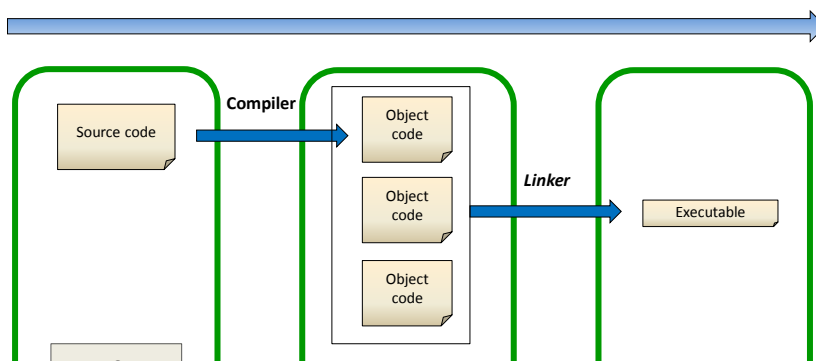 Compiler
Source code
Object
code
Linker
Object
code
Executable
Object
code